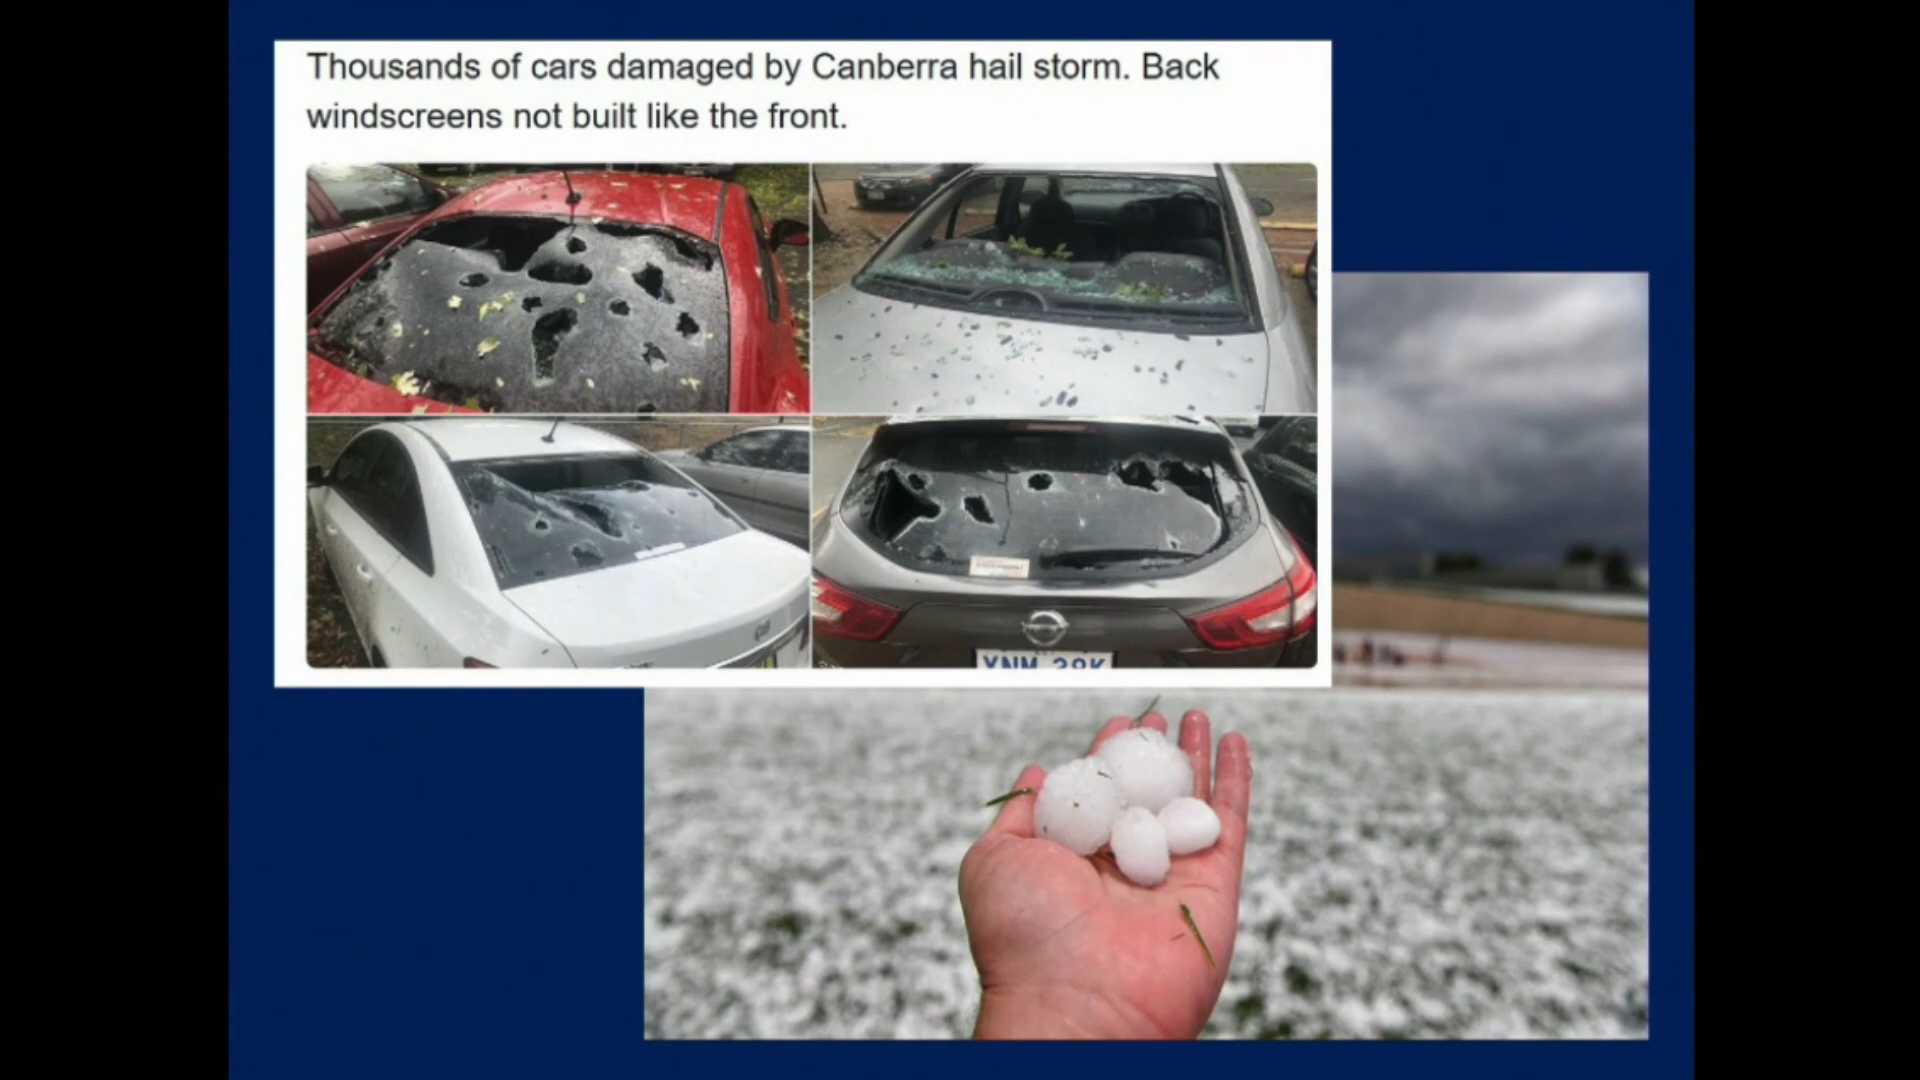 Thousands of cars damaged by Canberra hail storm. Back
windscreens not built like the front.